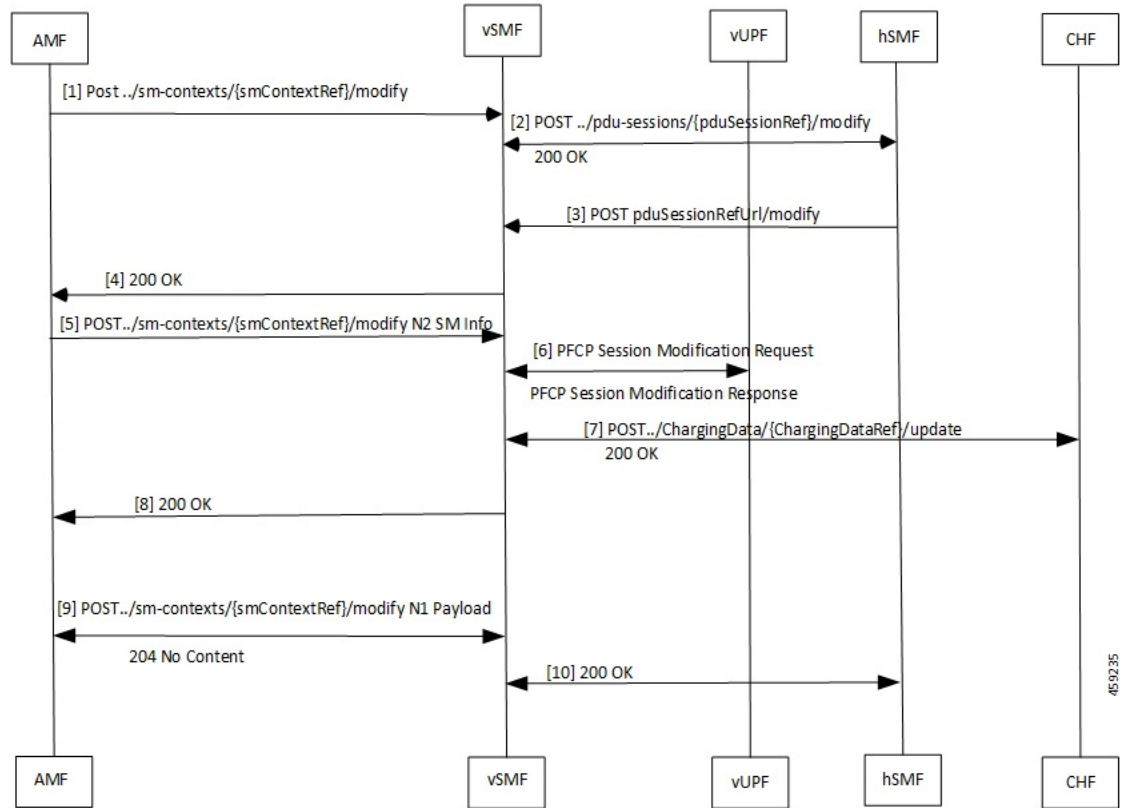 AMF
vSMF
vUPF
hSMF
CHF
[1] Post ../sm-contexts/{smContextRef}/modify
[2] POST ../pdu-sessions/{pduSessionRef}/modify
200 OK
[3] POST pduSessionRefUrl/modify
[4] 200 OK
[5] POST../sm-contexts/{smContextRef}/modify N2 SM Info
[6] PFCP Session Modification Request
PFCP Session Modification Response
[7] POST../ChargingData/{ChargingDataRef}/update
200 OK
[8] 200 OK
[9] POST../sm-contexts/{smContextRef}/modify N1 Payload
204 No Content
[10] 200 OK
459235
AMF
vSMF
vUPF
hSMF
CHF